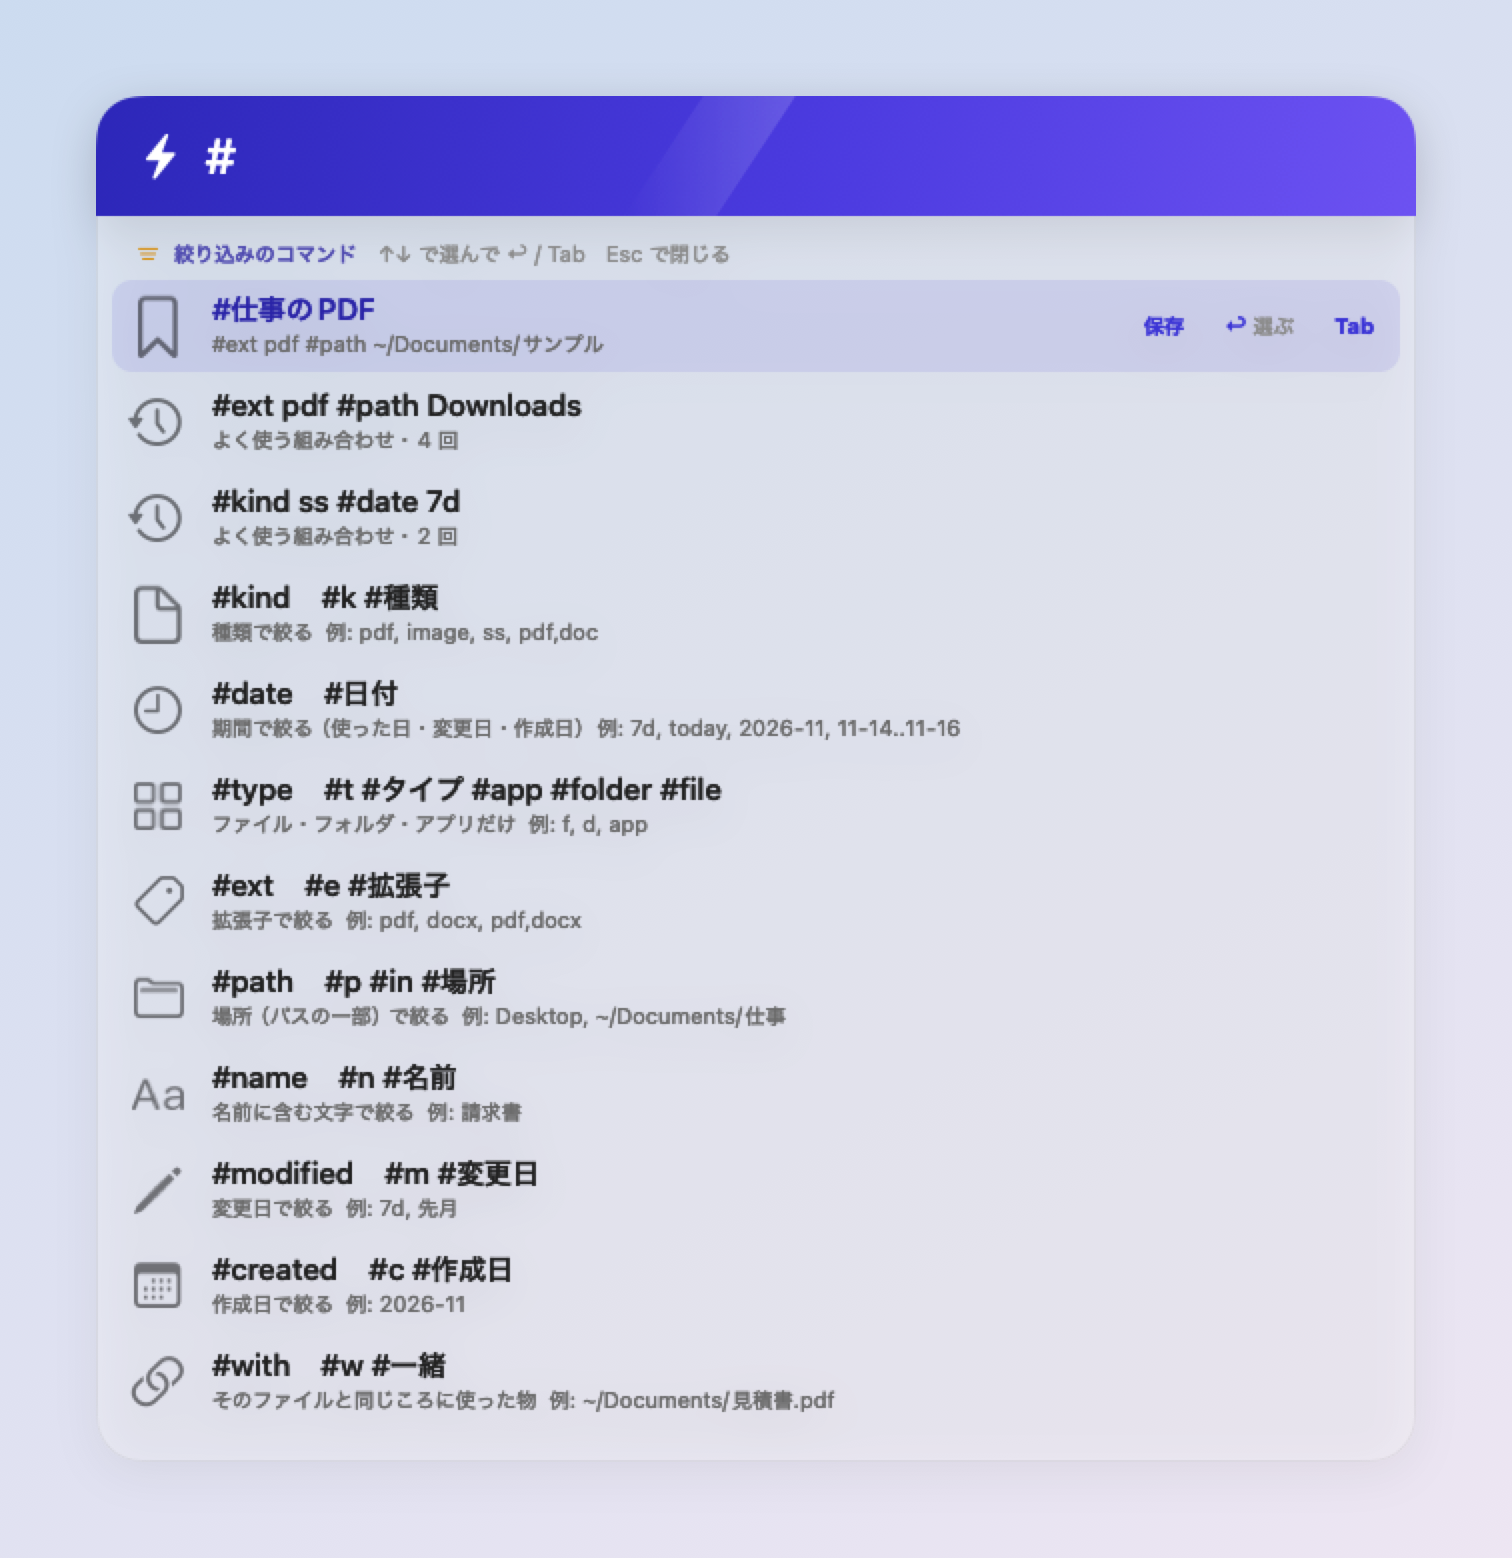 #
絞り込みのコマンド ↑↓ で選んで ↩ / Tab Esc で閉じる
#仕事の PDF
#ext pdf #path ~/Documents/サンプル
保存 ↩ 選ぶ Tab
#ext pdf #path Downloads
よく使う組み合わせ・4 回
#kind ss #date 7d
よく使う組み合わせ・2 回
#kind #k #種類
種類で絞る 例: pdf, image, ss, pdf,doc
#date #日付
期間で絞る（使った日・変更日・作成日）例: 7d, today, 2026-11, 11-14..11-16
#type #t #タイプ #app #folder #file
ファイル・フォルダ・アプリだけ 例: f, d, app
#ext #e #拡張子
拡張子で絞る 例: pdf, docx, pdf,docx
#path #p #in #場所
場所（パスの一部）で絞る 例: Desktop, ~/Documents/仕事
#name #n #名前
Aa
名前に含む文字で絞る 例: 請求書
#modified #m #変更日
変更日で絞る 例: 7d, 先月
#created #c #作成日
作成日で絞る 例: 2026-11
#with #w #一緒
そのファイルと同じころに使った物 例: ~/Documents/見積書.pdf